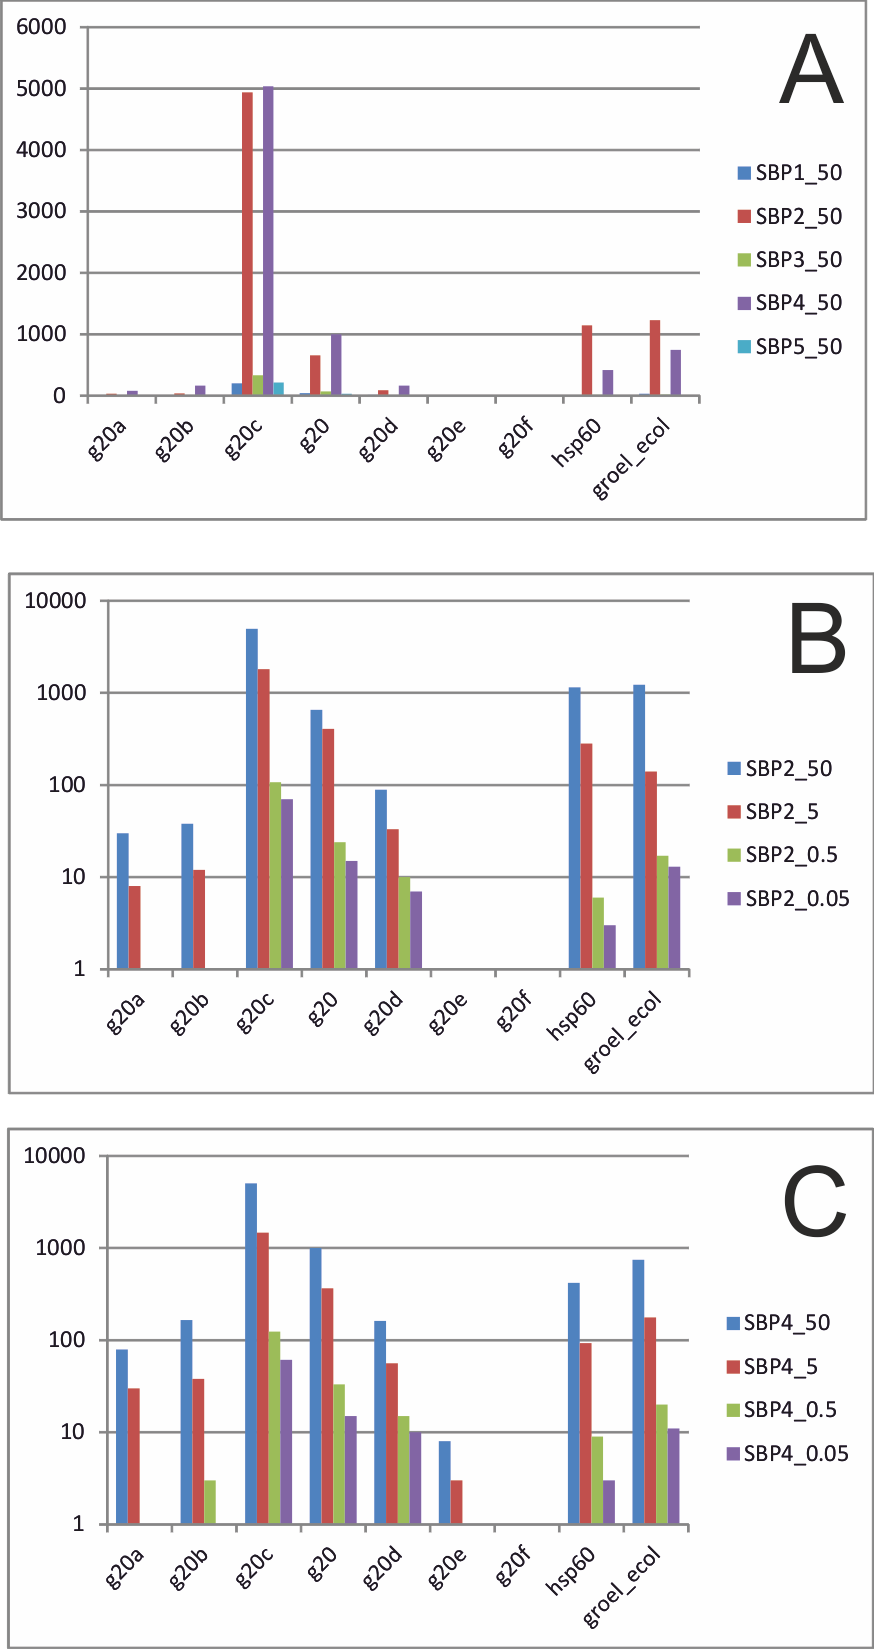 A
6000
5000
4000
3000
2000
1000
0
g20a
g20b
g20c
g20
g20d
g20e
g20f
hsp60
groel_ecol
SBP1_50
SBP2_50
SBP3_50
SBP4_50
SBP5_50
B
10000
1000
100
10
1
g20a
g20b
g20c
g20
g20d
g20e
g20f
hsp60
groel_ecol
SBP2_50
SBP2_5
SBP2_0.5
SBP2_0.05
C
10000
1000
100
10
1
g20a
g20b
g20c
g20
g20d
g20e
g20f
hsp60
groel_ecol
SBP4_50
SBP4_5
SBP4_0.5
SBP4_0.05